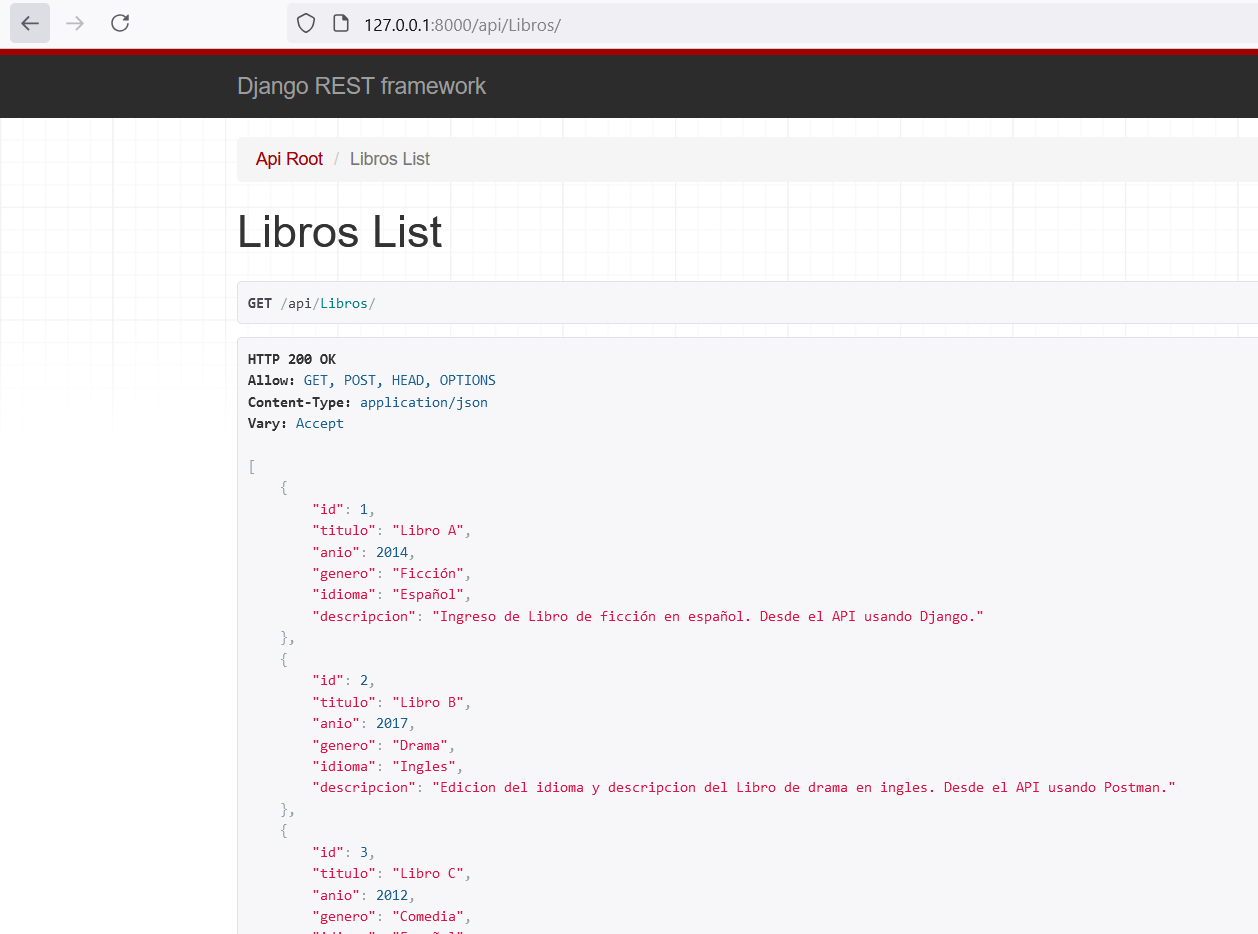 127.0.0.1:8000/api/Libros/
Django REST framework
Api Root / Libros List
Libros List
GET /api/Libros/
HTTP 200 OK
Allow: GET, POST, HEAD, OPTIONS
Content-Type: application/json
Vary: Accept
[
{
"id": 1,
"titulo": "Libro A",
"anio": 2014,
"genero": "Ficción",
"idioma": "Español",
"descripcion": "Ingreso de Libro de ficción en español. Desde el API usando Django."
},
{
"id": 2,
"titulo": "Libro B",
"anio": 2017,
"genero": "Drama",
"idioma": "Ingles",
"descripcion": "Edicion del idioma y descripcion del Libro de drama en ingles. Desde el API usando Postman."
},
{
"id": 3,
"titulo": "Libro C",
"anio": 2012,
"genero": "Comedia",